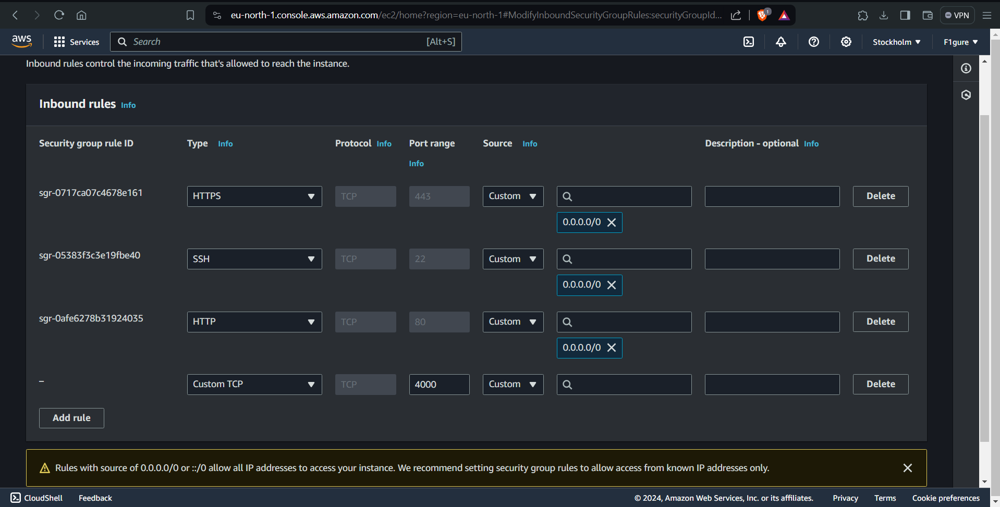 eu-north-1.console.aws.amazon.com/ec2/home?region=eu-north-1#ModifyInboundSecurityGroupRules:securityGroupId... 1 VPN
aws Services Search [Alt+S] Stockholm F1gure
Inbound rules control the incoming traffic that's allowed to reach the instance.
Inbound rules Info
Security group rule ID Type Info Protocol Info Port range Source Info Description - optional Info
Info
sgr-0717ca07c4678e161 HTTPS TCP 443 Custom Delete
0.0.0.0/0
sgr-05383f3c3e19fbe40 SSH TCP 22 Custom Delete
0.0.0.0/0
sgr-0afe6278b31924035 HTTP TCP 80 Custom Delete
0.0.0.0/0
– Custom TCP TCP 4000 Custom Delete
Add rule
Rules with source of 0.0.0.0/0 or ::/0 allow all IP addresses to access your instance. We recommend setting security group rules to allow access from known IP addresses only.
CloudShell Feedback © 2024, Amazon Web Services, Inc. or its affiliates. Privacy Terms Cookie preferences